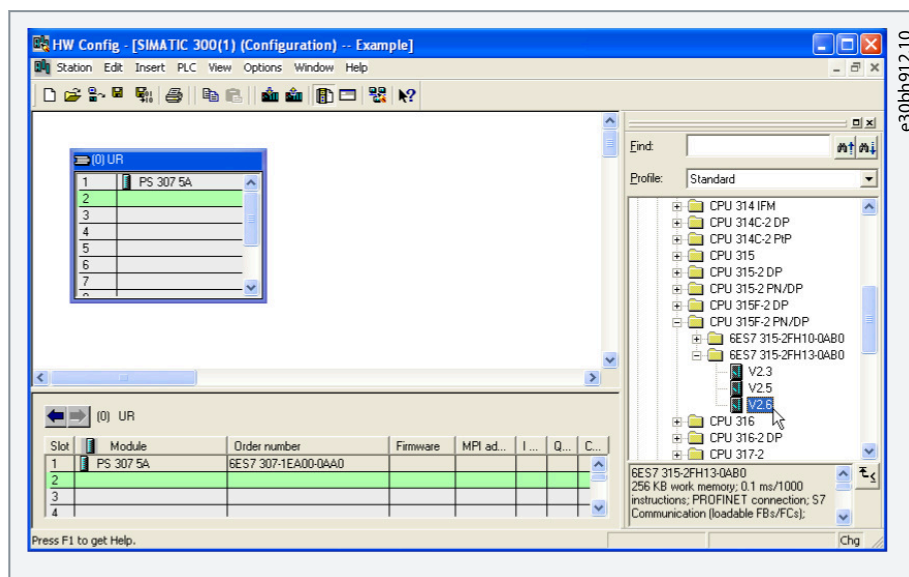 HW Config - [SIMATIC 300(1) (Configuration) -- Example]
Station Edit Insert PLC View Options Window Help
(0) UR
1 PS 307 5A
2
3
4
5
6
7
Find:
Profile: Standard
CPU 314 IFM
CPU 314C-2 DP
CPU 314C-2 PtP
CPU 315
CPU 315-2 DP
CPU 315-2 PN/DP
CPU 315F-2 DP
CPU 315F-2 PN/DP
6ES7 315-2FH10-0AB0
6ES7 315-2FH13-0AB0
V2.3
V2.5
V2.6
CPU 316
CPU 316-2 DP
CPU 317-2
6ES7 315-2FH13-0AB0
256 KB work memory; 0.1 ms/1000
instructions; PROFINET connection; S7
Communication (loadable FBs/FCs);
(0) UR
Slot Module Order number Firmware MPI ad... I ... Q... C...
1 PS 307 5A 6ES7 307-1EA00-0AA0
2
3
4
Press F1 to get Help.
Chg
e30bh912.10